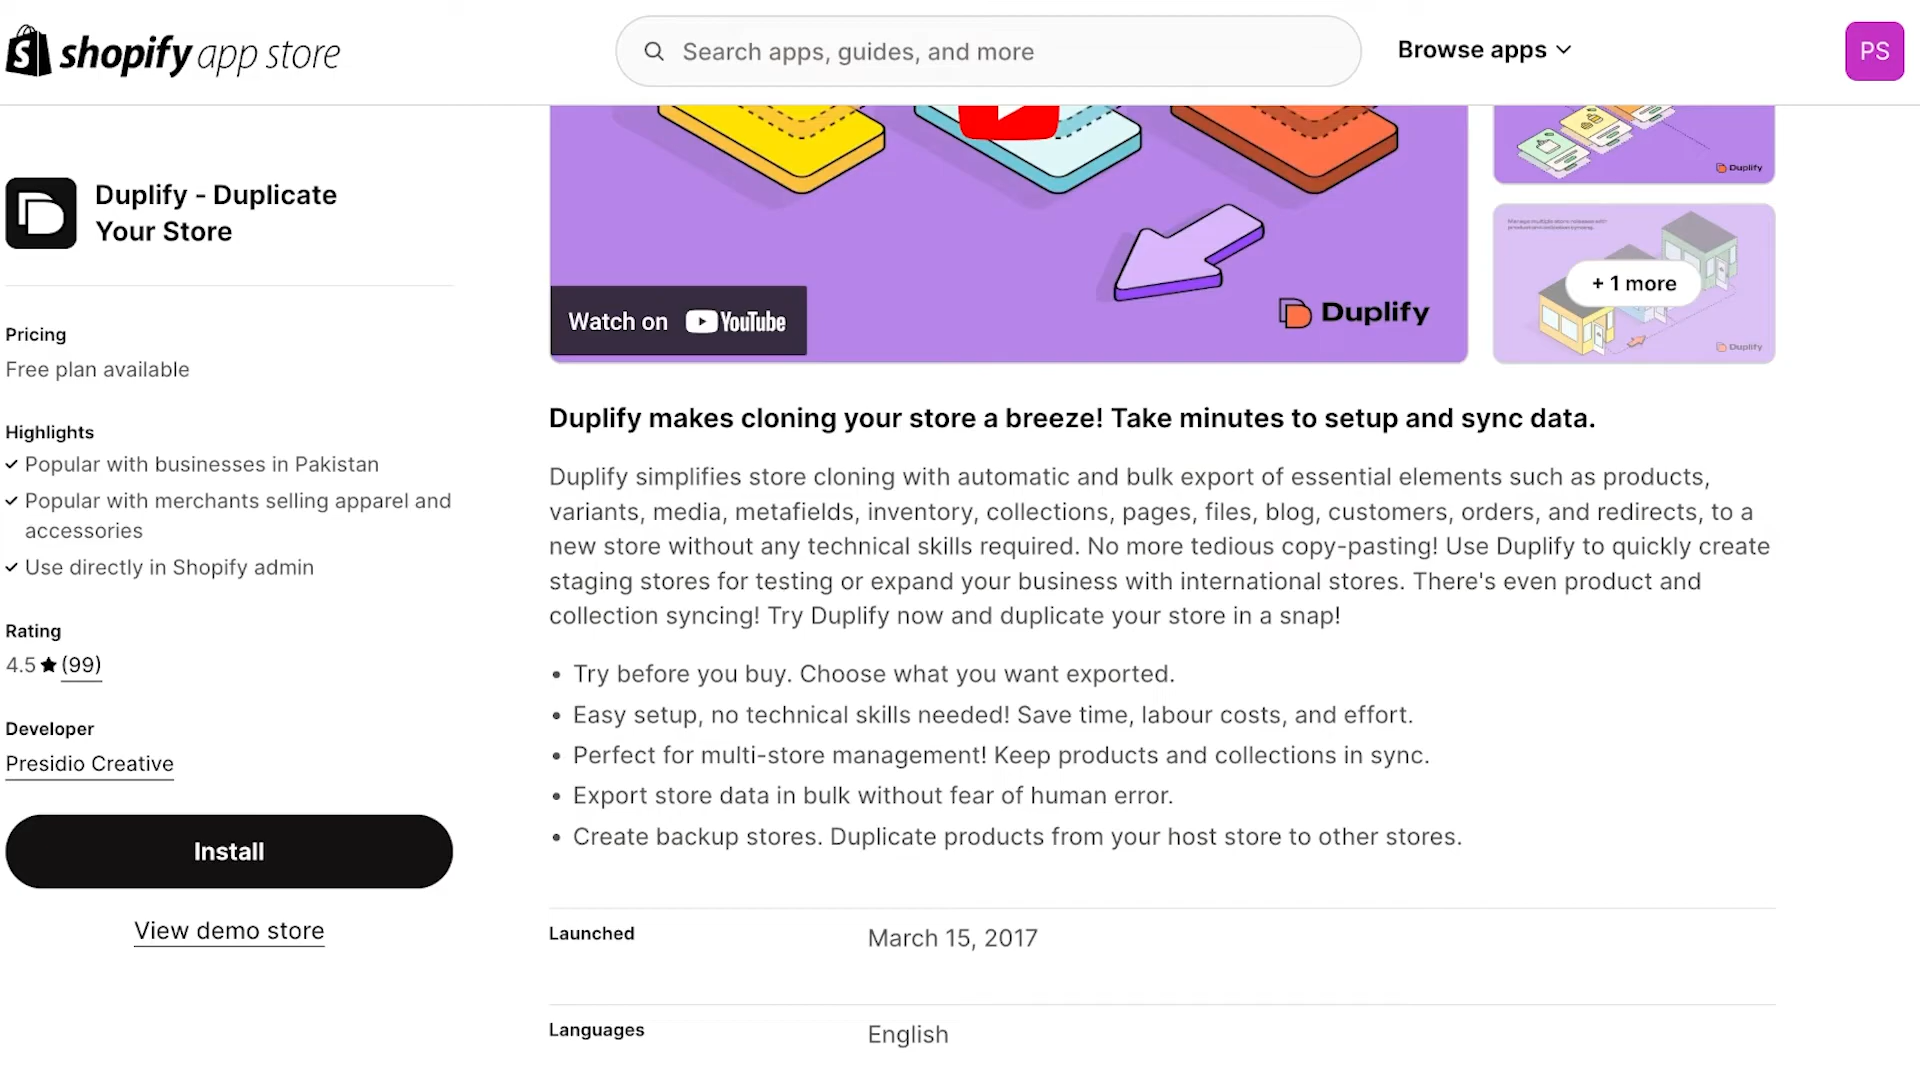 shopify app store
Search apps, guides, and more
Browse apps
PS
Duplify - Duplicate
Your Store
Pricing
Free plan available
Highlights
Popular with businesses in Pakistan
Popular with merchants selling apparel and
accessories
Use directly in Shopify admin
Rating
4.5 ★ (99)
Developer
Presidio Creative
Install
View demo store
Watch on YouTube
Duplify
Duplify
+ 1 more
Duplify
Duplify makes cloning your store a breeze! Take minutes to setup and sync data.
Duplify simplifies store cloning with automatic and bulk export of essential elements such as products,
variants, media, metafields, inventory, collections, pages, files, blog, customers, orders, and redirects, to a
new store without any technical skills required. No more tedious copy-pasting! Use Duplify to quickly create
staging stores for testing or expand your business with international stores. There's even product and
collection syncing! Try Duplify now and duplicate your store in a snap!
• Try before you buy. Choose what you want exported.
• Easy setup, no technical skills needed! Save time, labour costs, and effort.
• Perfect for multi-store management! Keep products and collections in sync.
• Export store data in bulk without fear of human error.
• Create backup stores. Duplicate products from your host store to other stores.
Launched
March 15, 2017
Languages
English